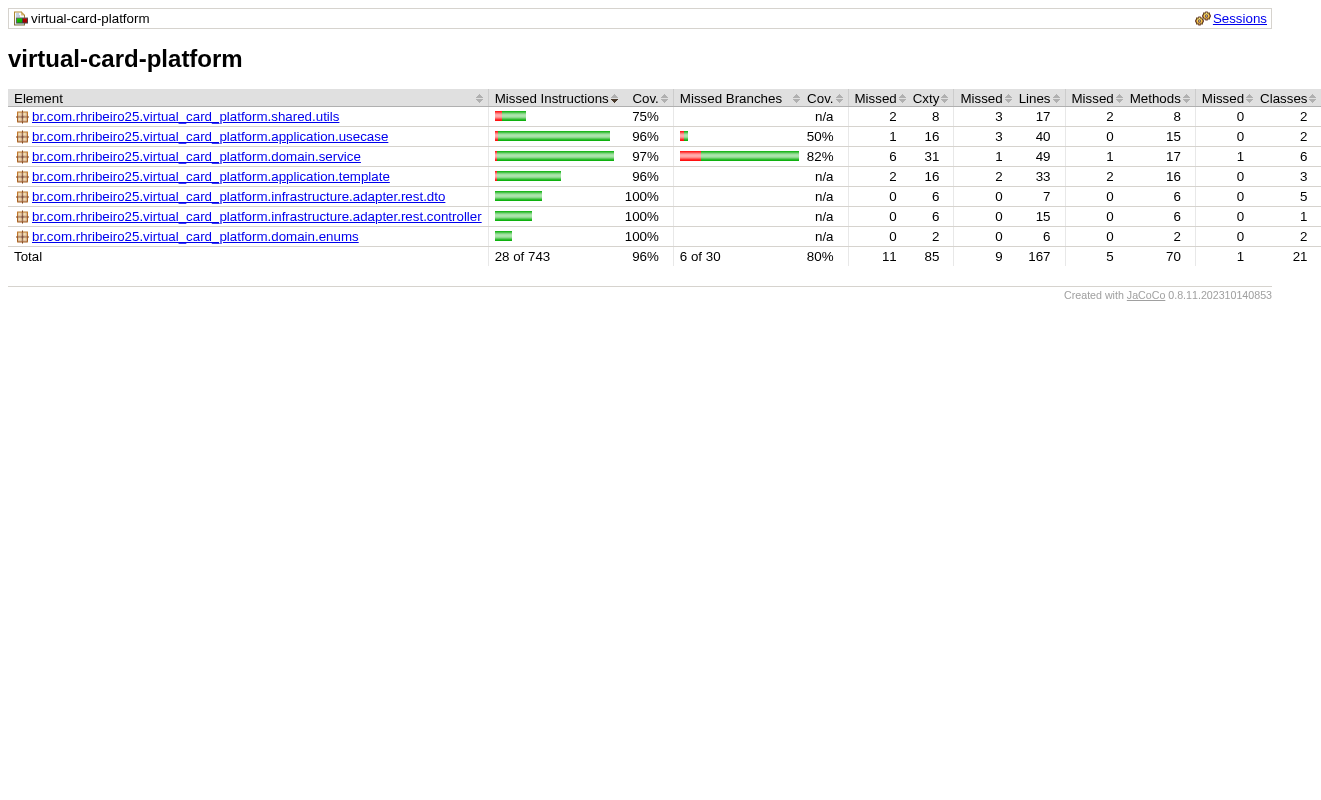 virtual-card-platform Sessions
virtual-card-platform
Element Missed Instructions Cov. Missed Branches Cov. Missed Cxty Missed Lines Missed Methods Missed Classes
br.com.rhribeiro25.virtual_card_platform.shared.utils 75% n/a 2 8 3 17 2 8 0 2
br.com.rhribeiro25.virtual_card_platform.application.usecase 96% 50% 1 16 3 40 0 15 0 2
br.com.rhribeiro25.virtual_card_platform.domain.service 97% 82% 6 31 1 49 1 17 1 6
br.com.rhribeiro25.virtual_card_platform.application.template 96% n/a 2 16 2 33 2 16 0 3
br.com.rhribeiro25.virtual_card_platform.infrastructure.adapter.rest.dto 100% n/a 0 6 0 7 0 6 0 5
br.com.rhribeiro25.virtual_card_platform.infrastructure.adapter.rest.controller 100% n/a 0 6 0 15 0 6 0 1
br.com.rhribeiro25.virtual_card_platform.domain.enums 100% n/a 0 2 0 6 0 2 0 2
Total 28 of 743 96% 6 of 30 80% 11 85 9 167 5 70 1 21
Created with JaCoCo 0.8.11.202310140853